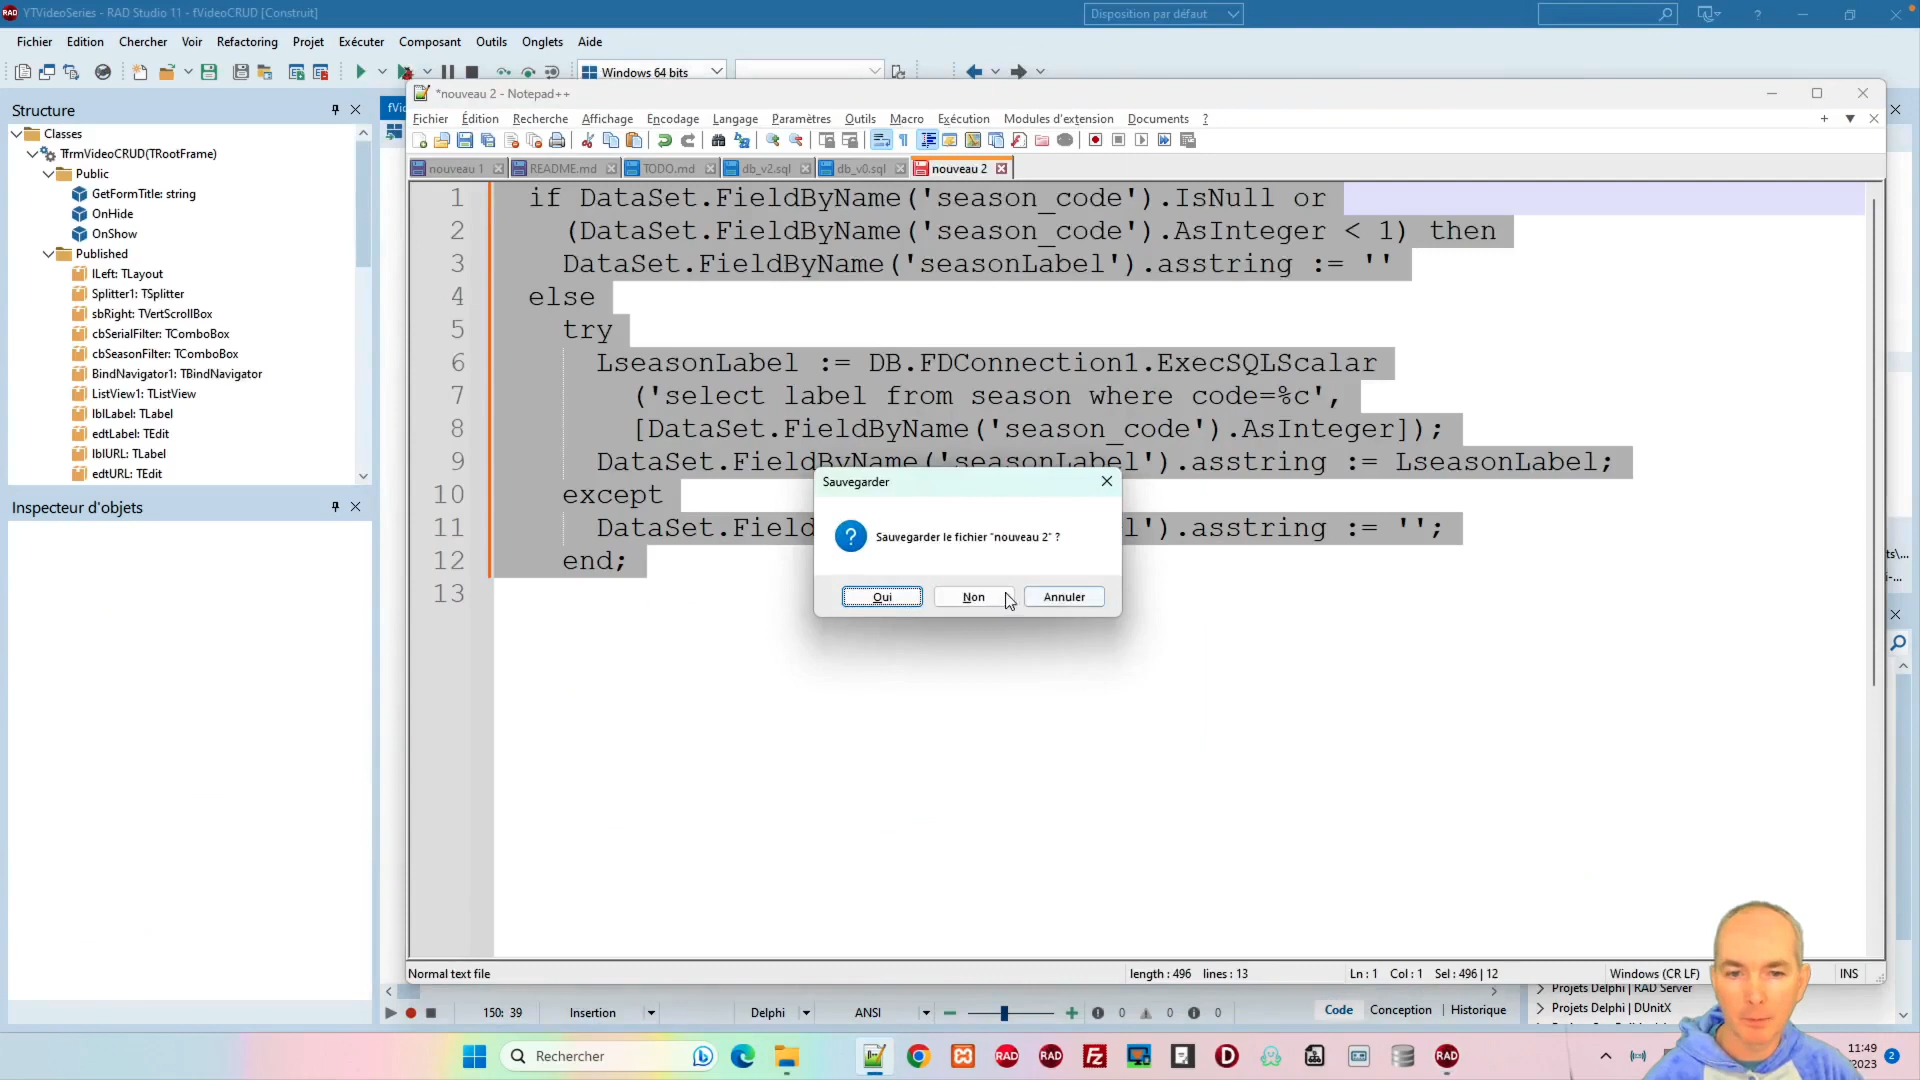 YTVideoSeries - RAD Studio 11 - fVideoCRUD [Construit]
Disposition par défaut
Fichier Edition Chercher Voir Refactoring Projet Exécuter Composant Outils Onglets Aide
Windows 64 bits
Structure
Classes
TfrmVideoCRUD(TRootFrame)
Public
GetFormTitle: string
OnHide
OnShow
Published
lLeft: TLayout
Splitter1: TSplitter
sbRight: TVertScrollBox
cbSerialFilter: TComboBox
cbSeasonFilter: TComboBox
BindNavigator1: TBindNavigator
ListView1: TListView
lblLabel: TLabel
edtLabel: TEdit
lblURL: TLabel
edtURL: TEdit
Inspecteur d'objets
*nouveau 2 - Notepad++
Fichier Édition Recherche Affichage Encodage Langage Paramètres Outils Macro Exécution Modules d'extension Documents ?
nouveau 1 README.md TODO.md db_v2.sql db_v0.sql nouveau 2
1 if DataSet.FieldByName('season_code').IsNull or
2 (DataSet.FieldByName('season_code').AsInteger < 1) then
3 DataSet.FieldByName('seasonLabel').asstring := ''
4 else
5 try
6 LseasonLabel := DB.FDConnection1.ExecSQLScalar
7 ('select label from season where code=%c',
8 [DataSet.FieldByName('season_code').AsInteger]);
9 DataSet.FieldByName('seasonLabel').asstring := LseasonLabel;
10 except
11 DataSet.Field l').asstring := '';
12 end;
13
Sauvegarder
Sauvegarder le fichier "nouveau 2" ?
Oui Non Annuler
Normal text file length : 496 lines : 13 Ln : 1 Col : 1 Sel : 496 | 12 Windows (CR LF) INS
Projets Delphi | RAD Server
Projets Delphi | DUnitX
150: 39 Insertion Delphi ANSI 0 0 0 Code Conception Historique
Rechercher
11:49
2023
2